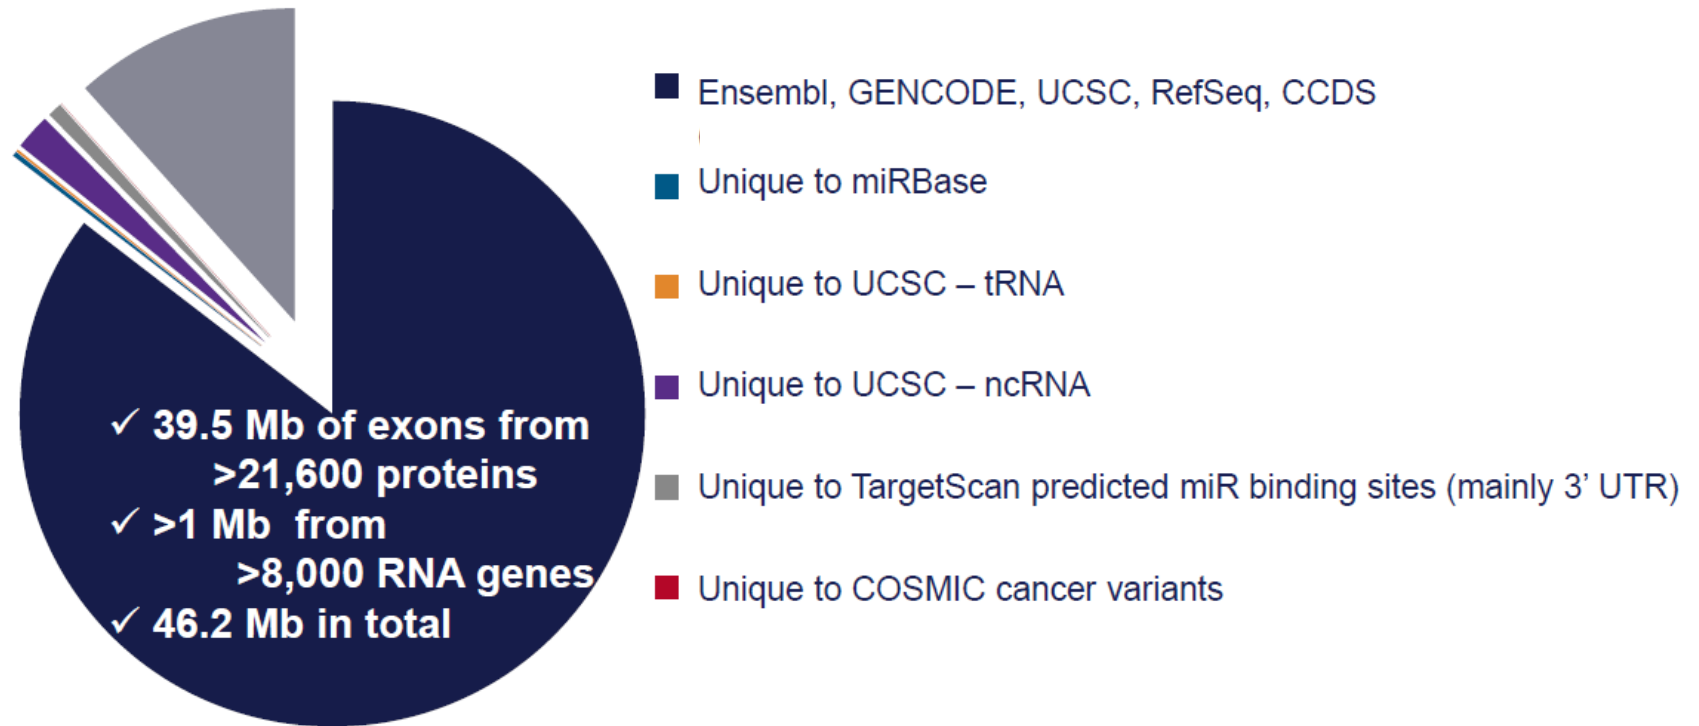 Ensembl, GENCODE, UCSC, RefSeq, CCDS
Unique to miRBase
Unique to UCSC – tRNA
Unique to UCSC – ncRNA
Unique to TargetScan predicted miR binding sites (mainly 3’ UTR)
Unique to COSMIC cancer variants
✓ 39.5 Mb of exons from
>21,600 proteins
✓ >1 Mb from
>8,000 RNA genes
✓ 46.2 Mb in total